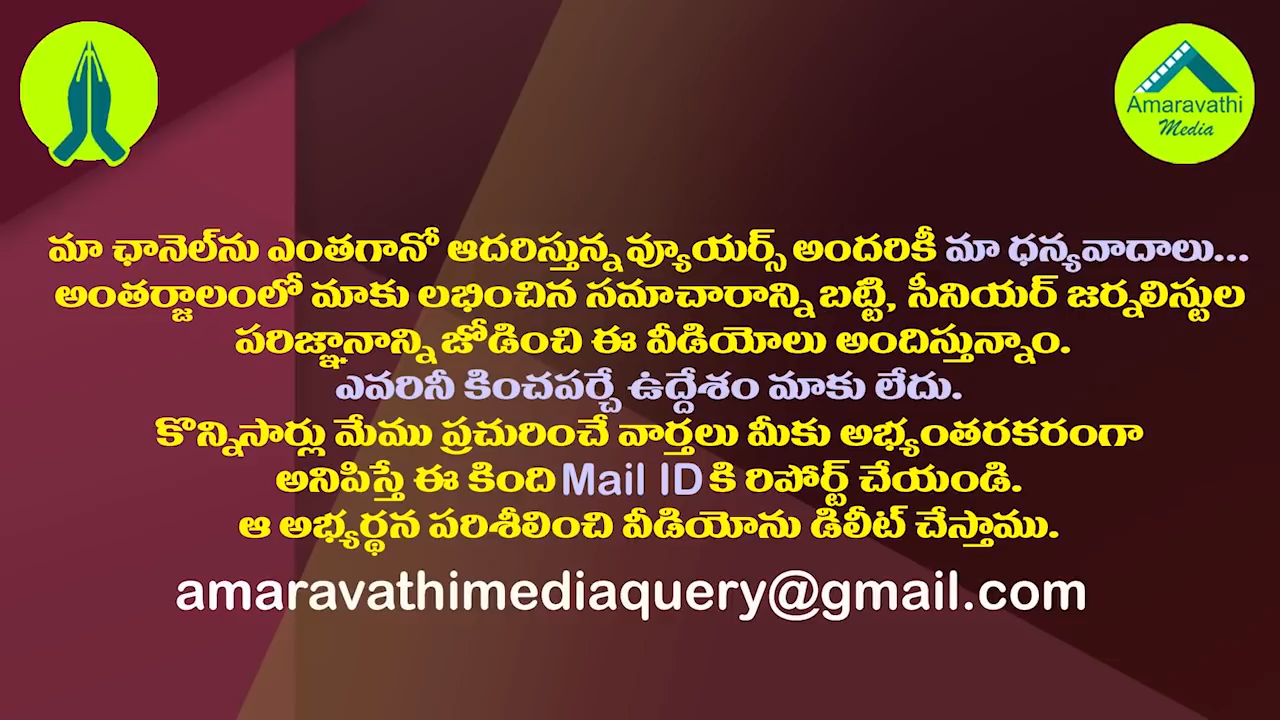 Amaravathi
Media
మా ఛానెల్‌ను ఎంతగానో ఆదరిస్తున్న వ్యూయర్స్ అందరికీ మా ధన్యవాదాలు...
అంతర్జాలంలో మాకు లభించిన సమాచారాన్ని బట్టి, సీనియర్ జర్నలిస్టుల
పరిజ్ఞానాన్ని జోడించి ఈ వీడియోలు అందిస్తున్నాం.
ఎవరినీ కించపర్చే ఉద్దేశం మాకు లేదు.
కొన్నిసార్లు మేము ప్రచురించే వార్తలు మీకు అభ్యంతరకరంగా
అనిపిస్తే ఈ కింది Mail ID కి రిపోర్ట్ చేయండి.
ఆ అభ్యర్థన పరిశీలించి వీడియోను డిలీట్ చేస్తాము.
amaravathimediaquery@gmail.com